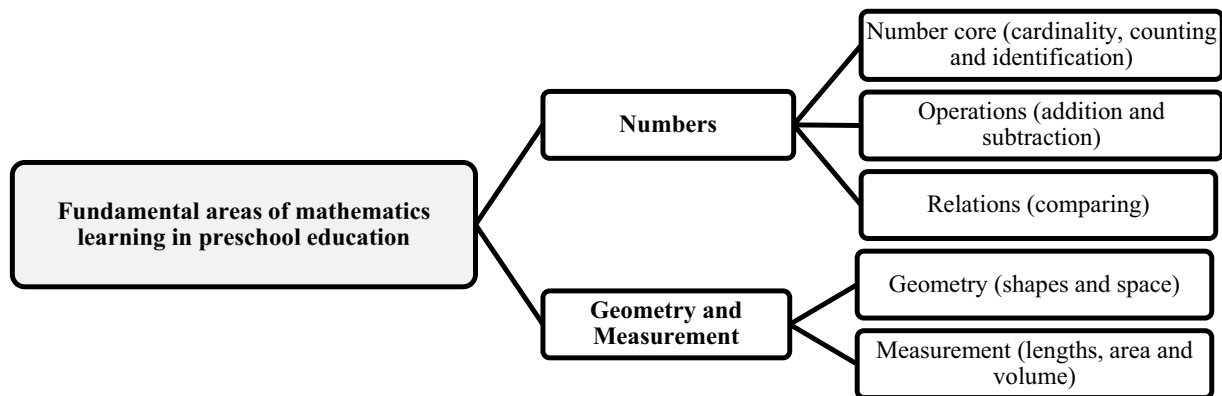 Fundamental areas of mathematics
learning in preschool education
Numbers
Number core (cardinality, counting
and identification)
Operations (addition and
subtraction)
Relations (comparing)
Geometry and
Measurement
Geometry (shapes and space)
Measurement (lengths, area and
volume)